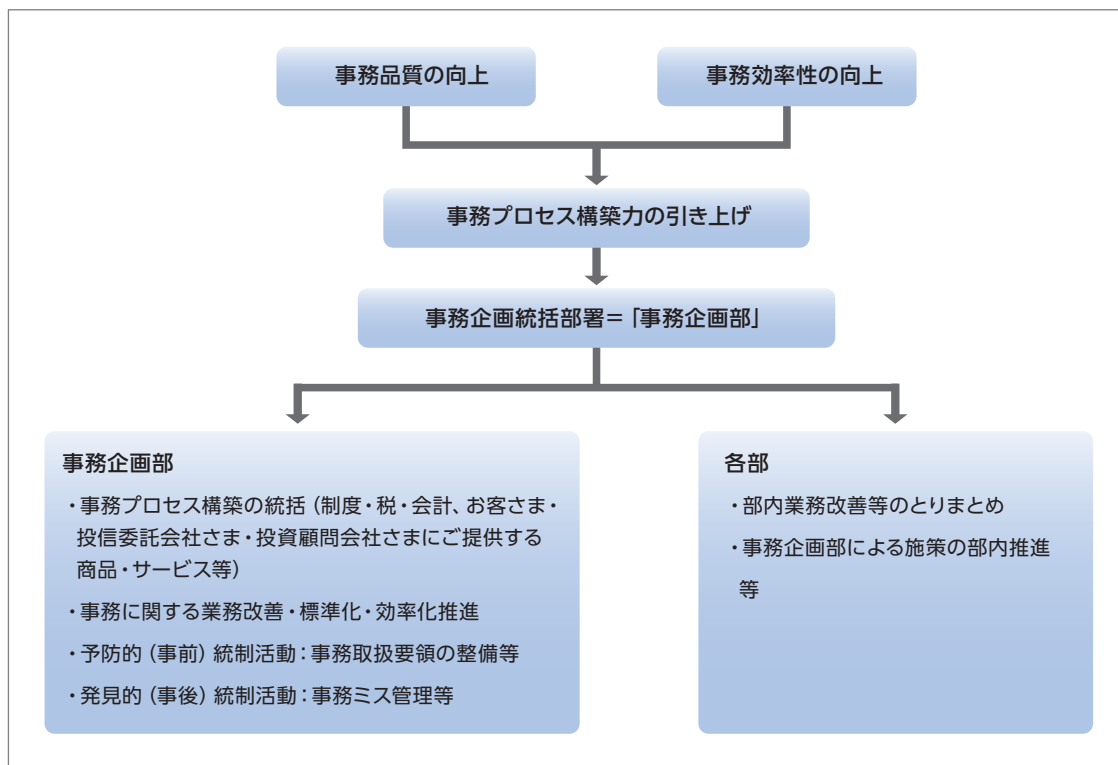 事務品質の向上
事務効率性の向上
事務プロセス構築力の引き上げ
事務企画統括部署＝「事務企画部」
事務企画部
・事務プロセス構築の統括（制度・税・会計、お客さま・
投信委託会社さま・投資顧問会社さまにご提供する
商品・サービス等）
・事務に関する業務改善・標準化・効率化推進
・予防的（事前）統制活動：事務取扱要領の整備等
・発見的（事後）統制活動：事務ミス管理等
各部
・部内業務改善等のとりまとめ
・事務企画部による施策の部内推進
等